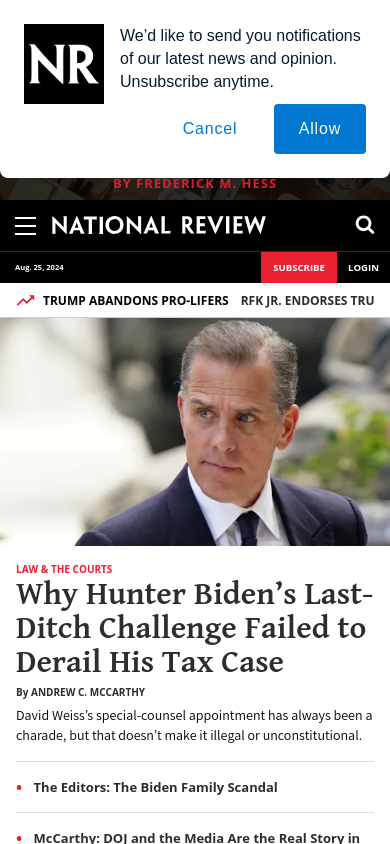 NR
We’d like to send you notifications
of our latest news and opinion.
Unsubscribe anytime.
Cancel
Allow
BY FREDERICK M. HESS
NATIONAL REVIEW
Aug. 25, 2024
SUBSCRIBE
LOGIN
TRUMP ABANDONS PRO-LIFERS
RFK JR. ENDORSES TRU
LAW & THE COURTS
Why Hunter Biden’s Last-
Ditch Challenge Failed to
Derail His Tax Case
By ANDREW C. MCCARTHY
David Weiss’s special-counsel appointment has always been a
charade, but that doesn’t make it illegal or unconstitutional.
• The Editors: The Biden Family Scandal
• McCarthy: DOJ and the Media Are the Real Story in